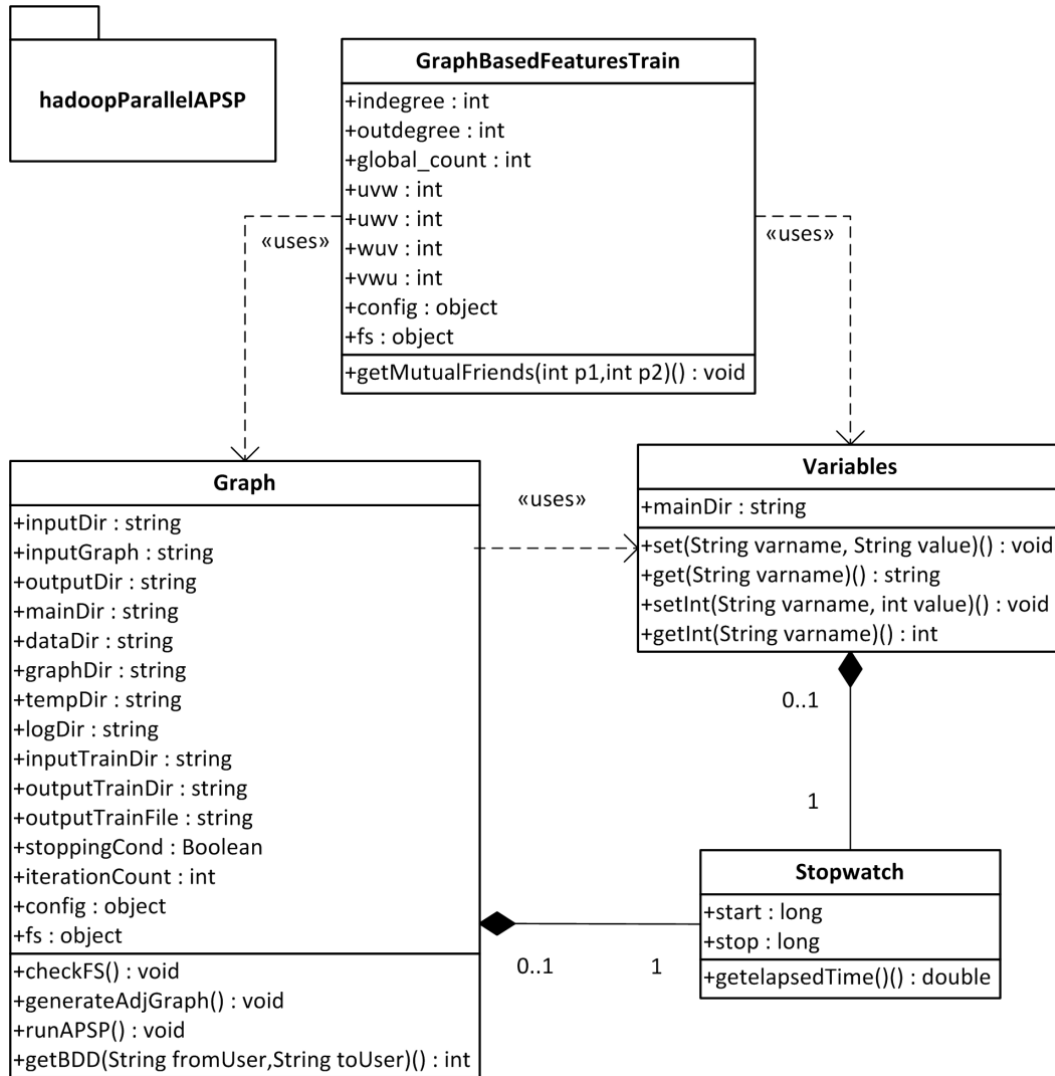 hadoopParallelAPSP
GraphBasedFeaturesTrain
+indegree : int
+outdegree : int
+global_count : int
+uvw : int
+uwv : int
+wuv : int
+vwu : int
+config : object
+fs : object
+getMutualFriends(int p1,int p2)() : void
«uses»
«uses»
Graph
+inputDir : string
+inputGraph : string
+outputDir : string
+mainDir : string
+dataDir : string
+graphDir : string
+tempDir : string
+logDir : string
+inputTrainDir : string
+outputTrainDir : string
+outputTrainFile : string
+stoppingCond : Boolean
+iterationCount : int
+config : object
+fs : object
+checkFS() : void
+generateAdjGraph() : void
+runAPSP() : void
+getBDD(String fromUser,String toUser)() : int
«uses»
Variables
+mainDir : string
+set(String varname, String value)() : void
+get(String varname)() : string
+setInt(String varname, int value)() : void
+getInt(String varname)() : int
0..1
1
Stopwatch
+start : long
+stop : long
+getelapsedTime()() : double
0..1
1